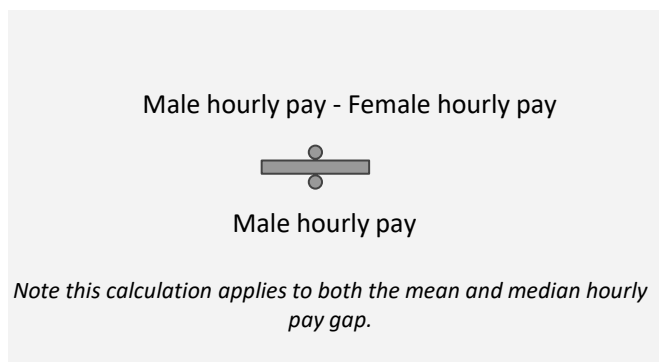 Male hourly pay - Female hourly pay
Male hourly pay
Note this calculation applies to both the mean and median hourly
pay gap.